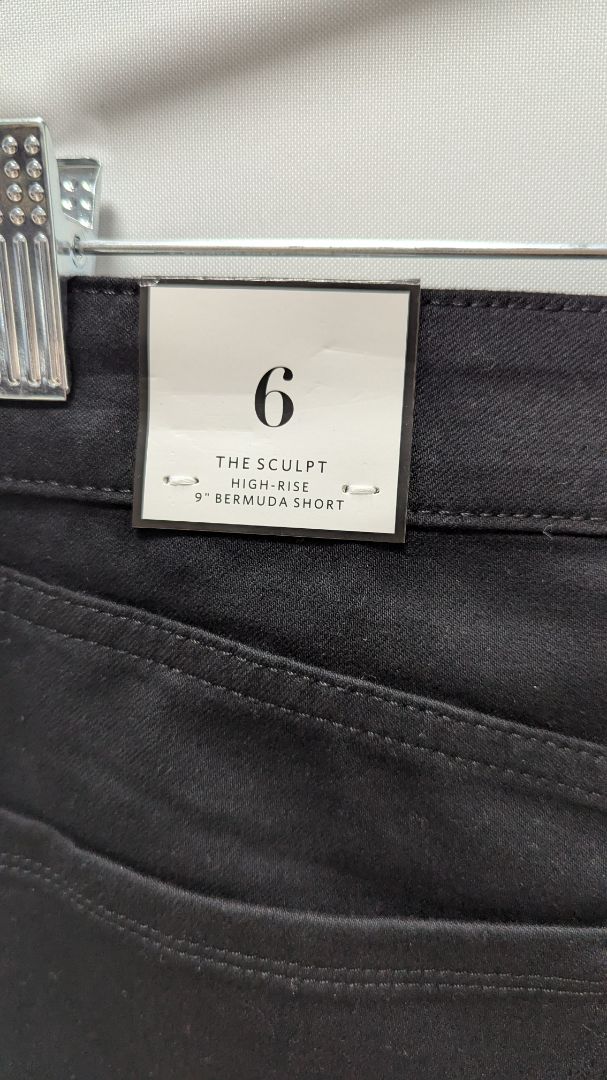 6
THE SCULPT
HIGH-RISE
9" BERMUDA SHORT